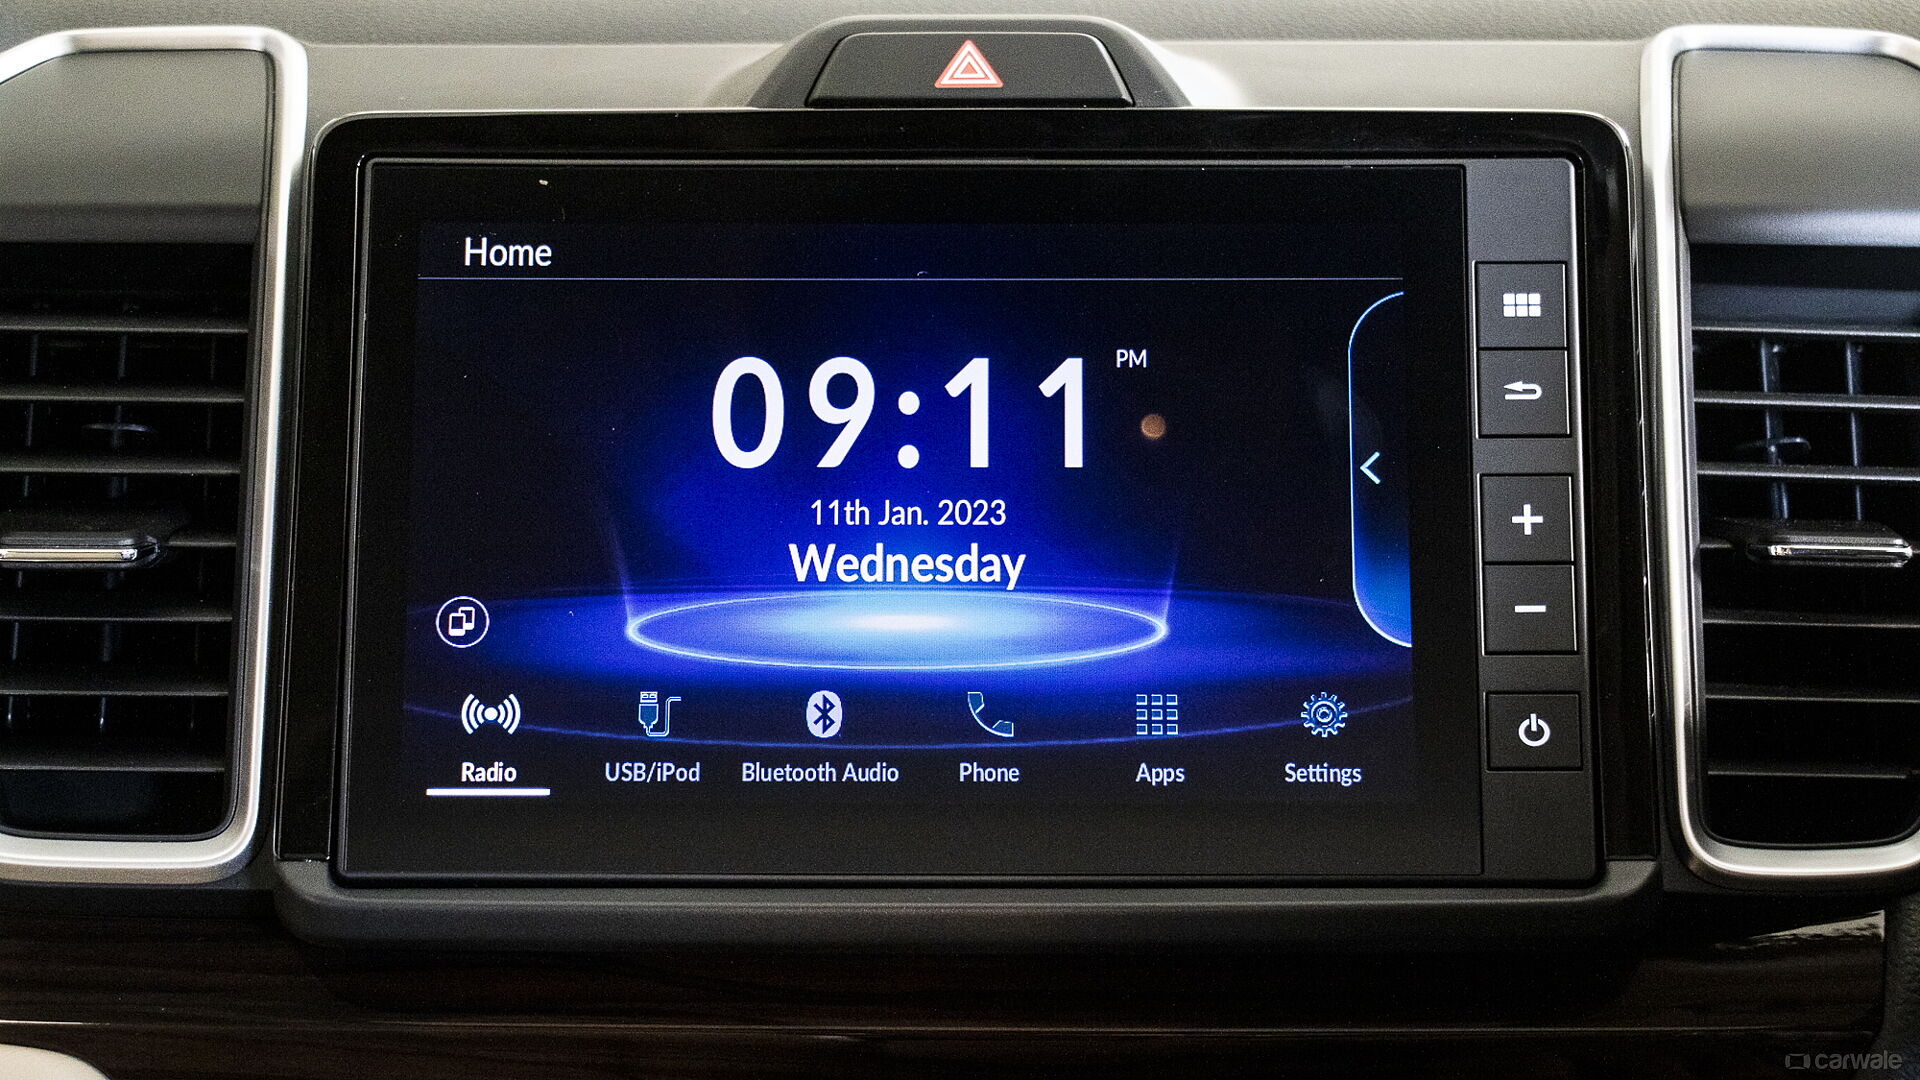 Home
09:11 PM
11th Jan. 2023
Wednesday
Radio USB/iPod Bluetooth Audio Phone Apps Settings
carwale